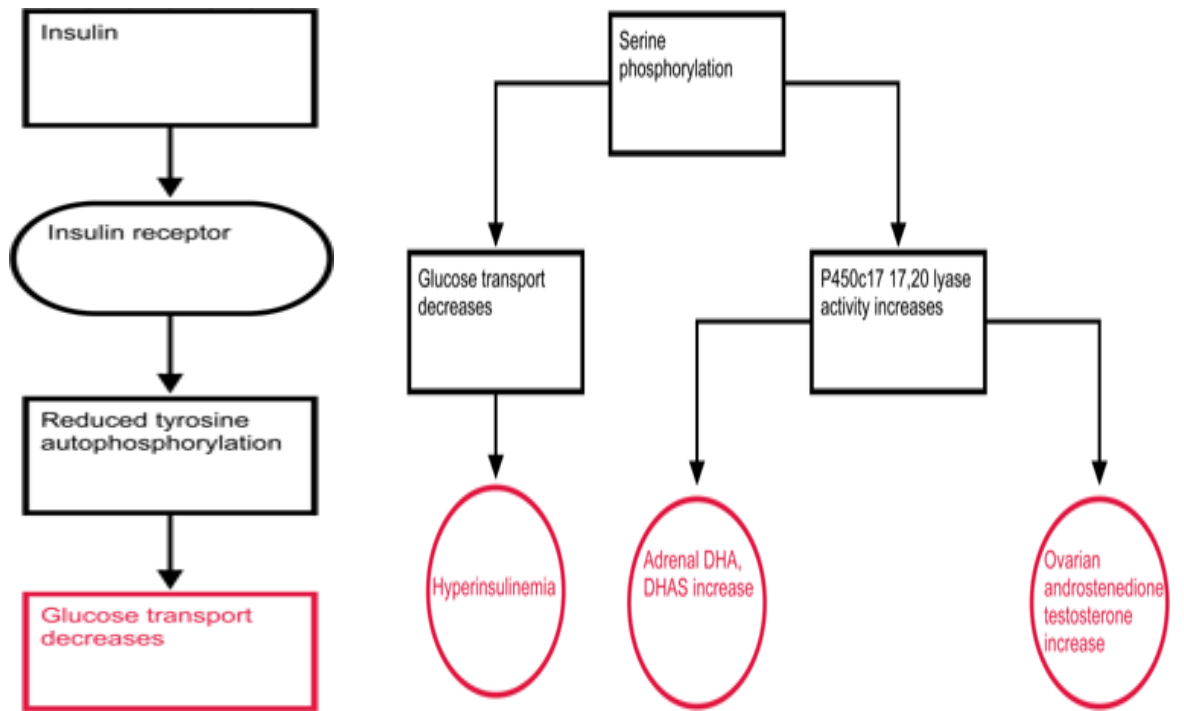 Insulin
Insulin receptor
Reduced tyrosine
autophosphorylation
Glucose transport
decreases
Serine
phosphorylation
Glucose transport
decreases
P450c17 17,20 lyase
activity increases
Hyperinsulinemia
Adrenal DHA,
DHAS increase
Ovarian
androstenedione
testosterone
increase